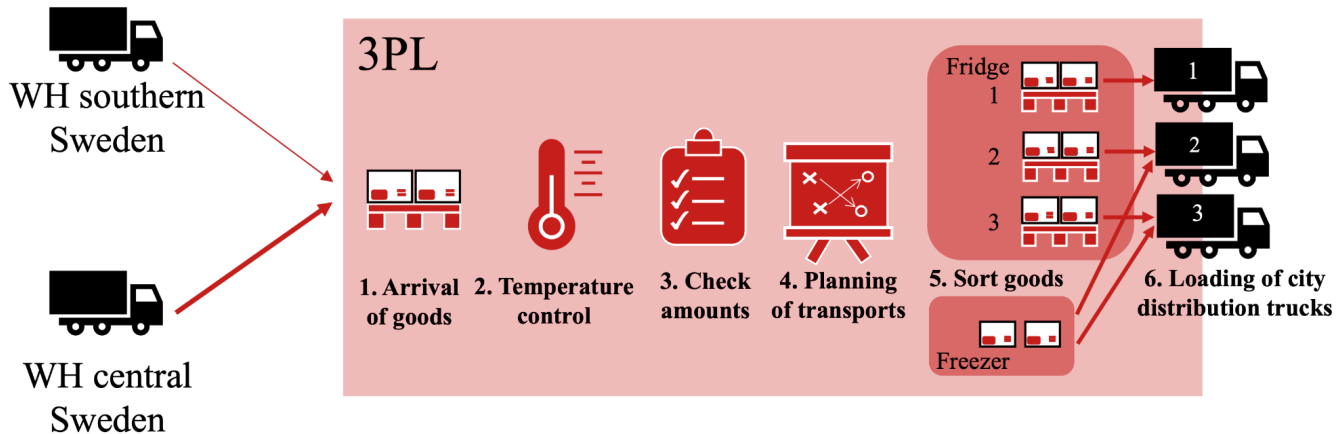 WH southern
Sweden
WH central
Sweden
3PL
1. Arrival
of goods
2. Temperature
control
3. Check
amounts
4. Planning
of transports
Fridge
1
2
3
5. Sort goods
Freezer
1
2
3
6. Loading of city
distribution trucks